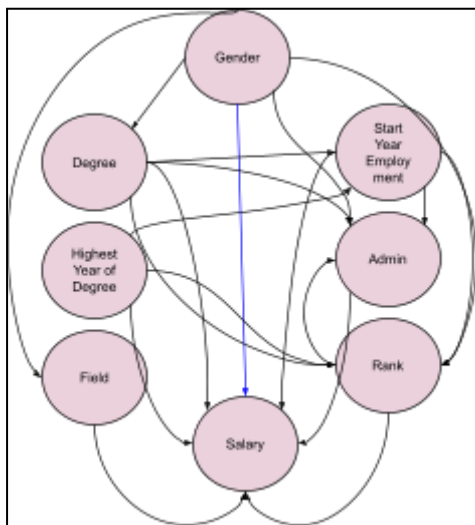 Gender
Degree
Start
Year
Employ
ment
Highest
Year of
Degree
Admin
Field
Rank
Salary